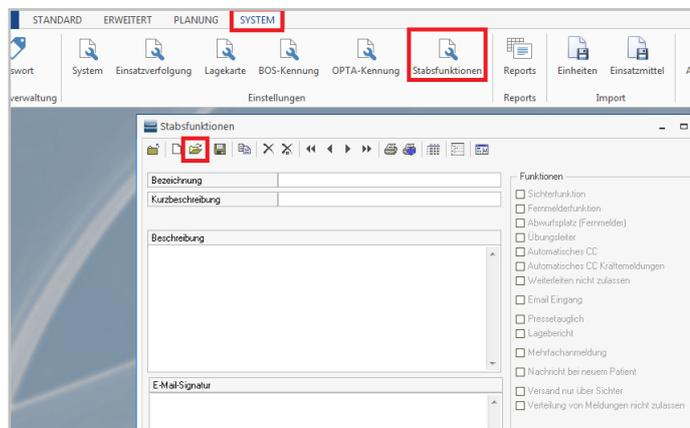 STANDARD ERWEITERT PLANUNG SYSTEM
swort System Einsatzverfolgung Lagekarte BOS-Kennung OPTA-Kennung Stabsfunktionen Reports Einheiten Einsatzmittel A
verwaltung Einstellungen Reports Import
Stabsfunktionen
Bezeichnung
Kurzbeschreibung
Beschreibung
E-Mail-Signatur
Funktionen
Sichterfunktion
Fernmelderfunktion
Abwurfsplatz (Fernmelder)
Übungsleiter
Automatisches CC
Automatisches CC Kräftemeldungen
Weiterleiten nicht zulassen
Email Eingang
Pressetauglich
Lagebericht
Mehrfachanmeldung
Nachricht bei neuem Patient
Versand nur über Sichter
Verteilung von Meldungen nicht zulassen